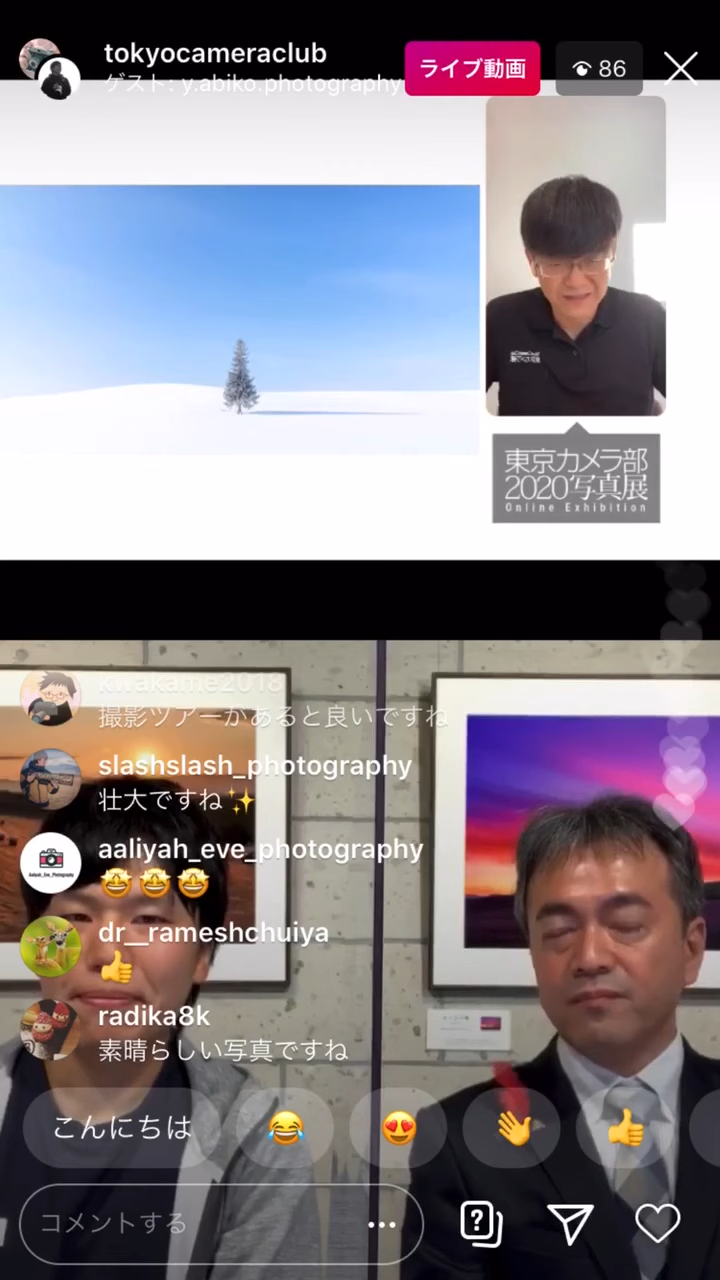 tokyocameraclub
ゲスト: y.abiko.photography
ライブ動画
86
東京カメラ部
2020写真展
Online Exhibition
kwakame2018
撮影ツアーがあると良いですね
slashslash_photography
壮大ですね✨
aaliyah_eve_photography
🤩🤩🤩
dr__rameshchuiya
👍
radika8k
素晴らしい写真ですね
こんにちは 😂 😍 👋 👍
コメントする